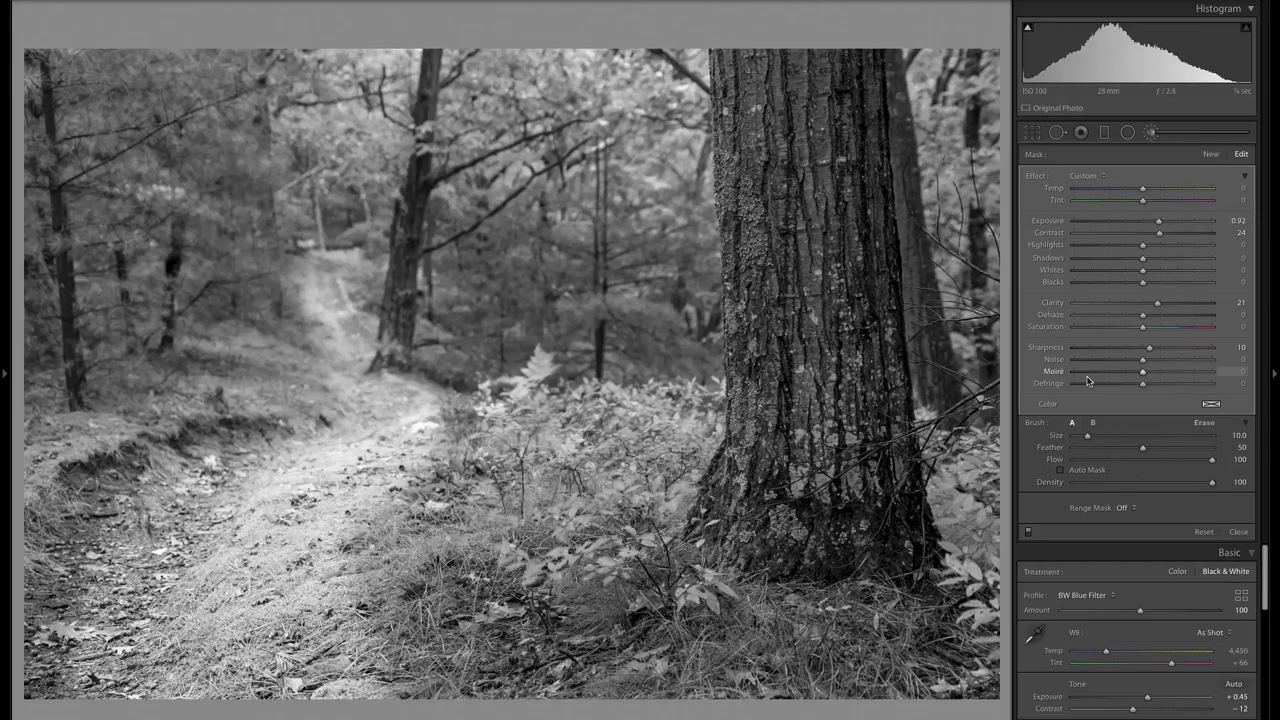 Histogram
ISO 100 28 mm ƒ / 2.8 ¼ sec
Original Photo
Mask : New Edit
Effect : Custom
Temp 0
Tint 0
Exposure 0.92
Contrast 24
Highlights 0
Shadows 0
Whites 0
Blacks 0
Clarity 21
Dehaze 0
Saturation 0
Sharpness 10
Noise 0
Moiré 0
Defringe 0
Color
Brush : A B Erase
Size 10.0
Feather 50
Flow 100
Auto Mask
Density 100
Range Mask : Off
Reset Close
Basic
Treatment : Color Black & White
Profile : BW Blue Filter
Amount 100
WB : As Shot
Temp 4,450
Tint + 66
Tone Auto
Exposure + 0.45
Contrast – 12